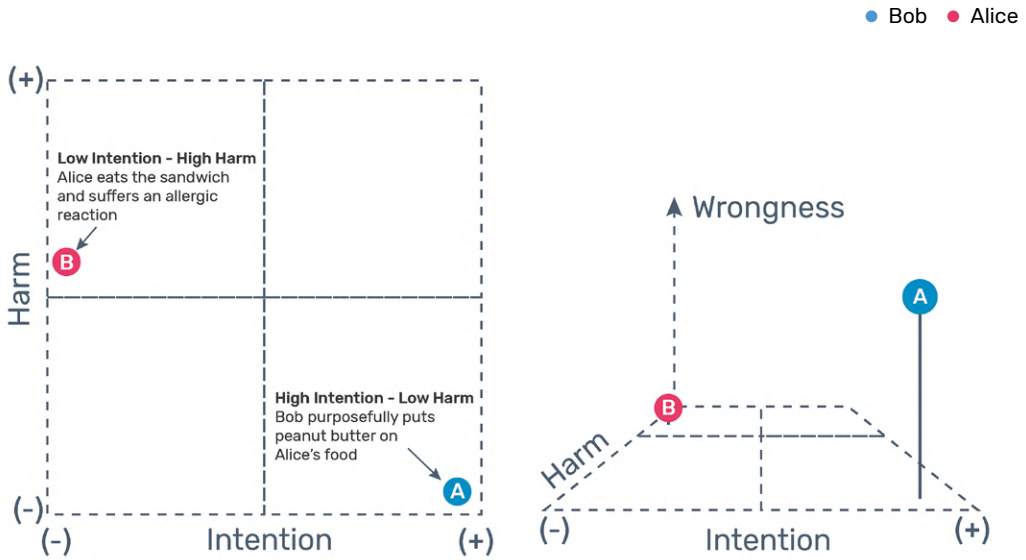 Bob Alice
(+)
Low Intention - High Harm
Alice eats the sandwich
and suffers an allergic
reaction
B
Harm
High Intention - Low Harm
Bob purposefully puts
peanut butter on
Alice's food
A
(-)
(-) Intention (+)
Wrongness
A
B
Harm
(-) Intention (+)